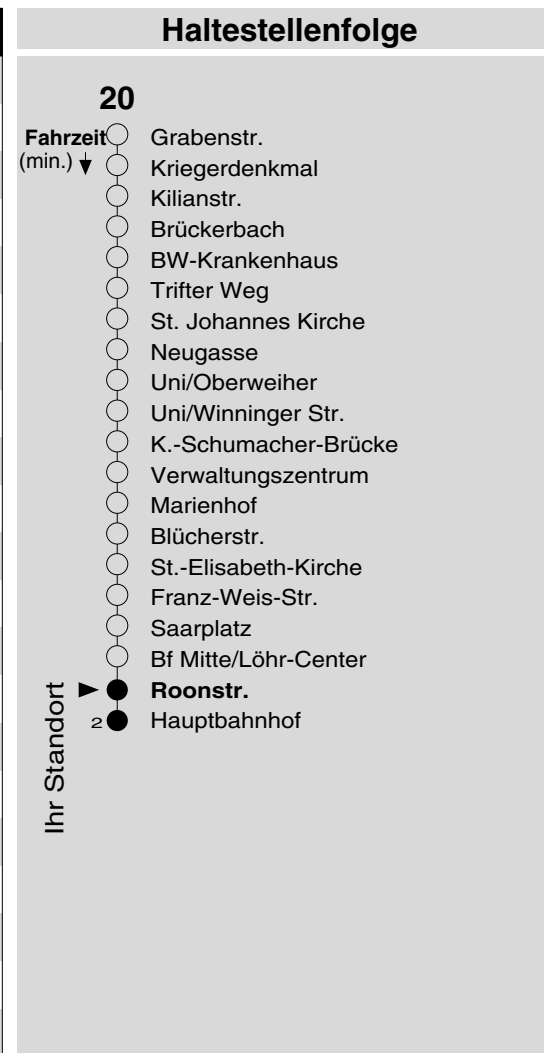 Haltestellenfolge
20
Fahrzeit
(min.)
Grabenstr.
Kriegerdenkmal
Kilianstr.
Brückerbach
BW-Krankenhaus
Trifter Weg
St. Johannes Kirche
Neugasse
Uni/Oberweiher
Uni/Winninger Str.
K.-Schumacher-Brücke
Verwaltungszentrum
Marienhof
Blücherstr.
St.-Elisabeth-Kirche
Franz-Weis-Str.
Saarplatz
Bf Mitte/Löhr-Center
Roonstr.
2 Hauptbahnhof
Ihr Standort